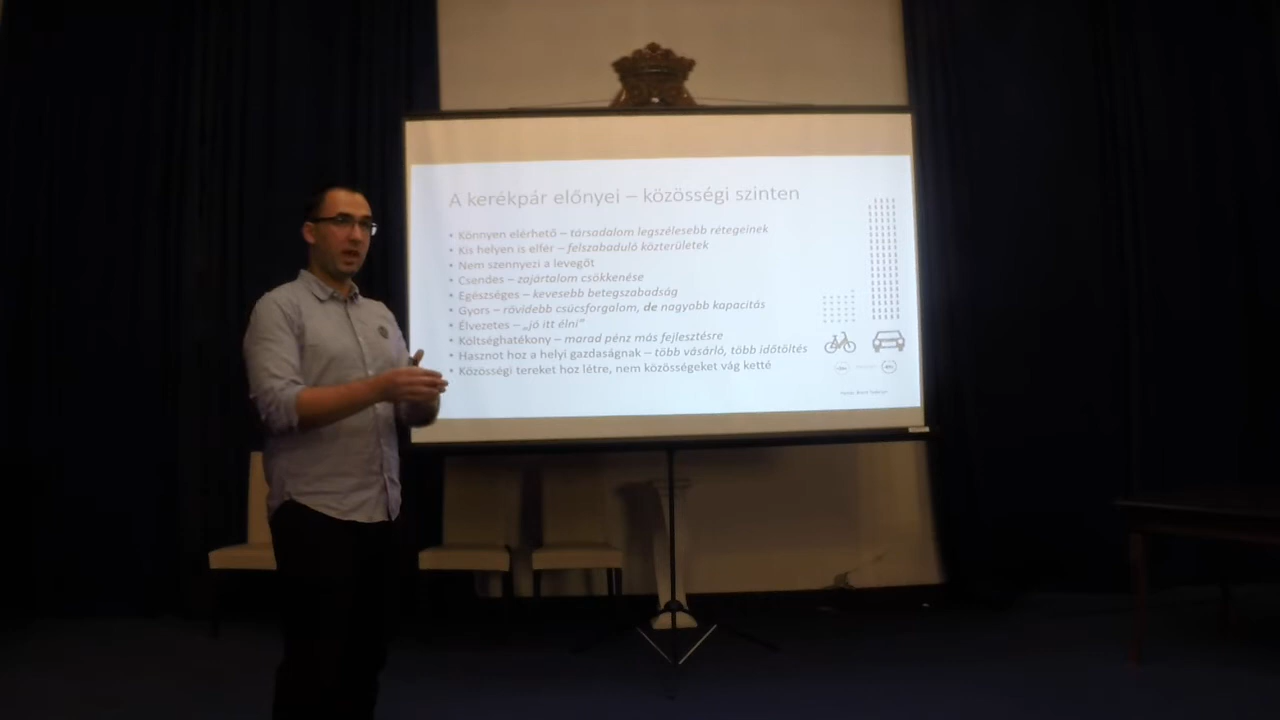 A kerékpár előnyei – közösségi szinten
• Könnyen elérhető – társadalom legszélesebb rétegeinek
• Kis helyen is elfér – felszabaduló közterületek
• Nem szennyezi a levegőt
• Csendes – zajártalom csökkenése
• Egészséges – kevesebb betegszabadság
• Gyors – rövidebb csúcsforgalom, de nagyobb kapacitás
• Élvezetes – „jó itt élni”
• Költséghatékony – marad pénz más fejlesztésre
• Hasznot hoz a helyi gazdaságnak – több vásárló, több időtöltés
• Közösségi tereket hoz létre, nem közösségeket vág ketté